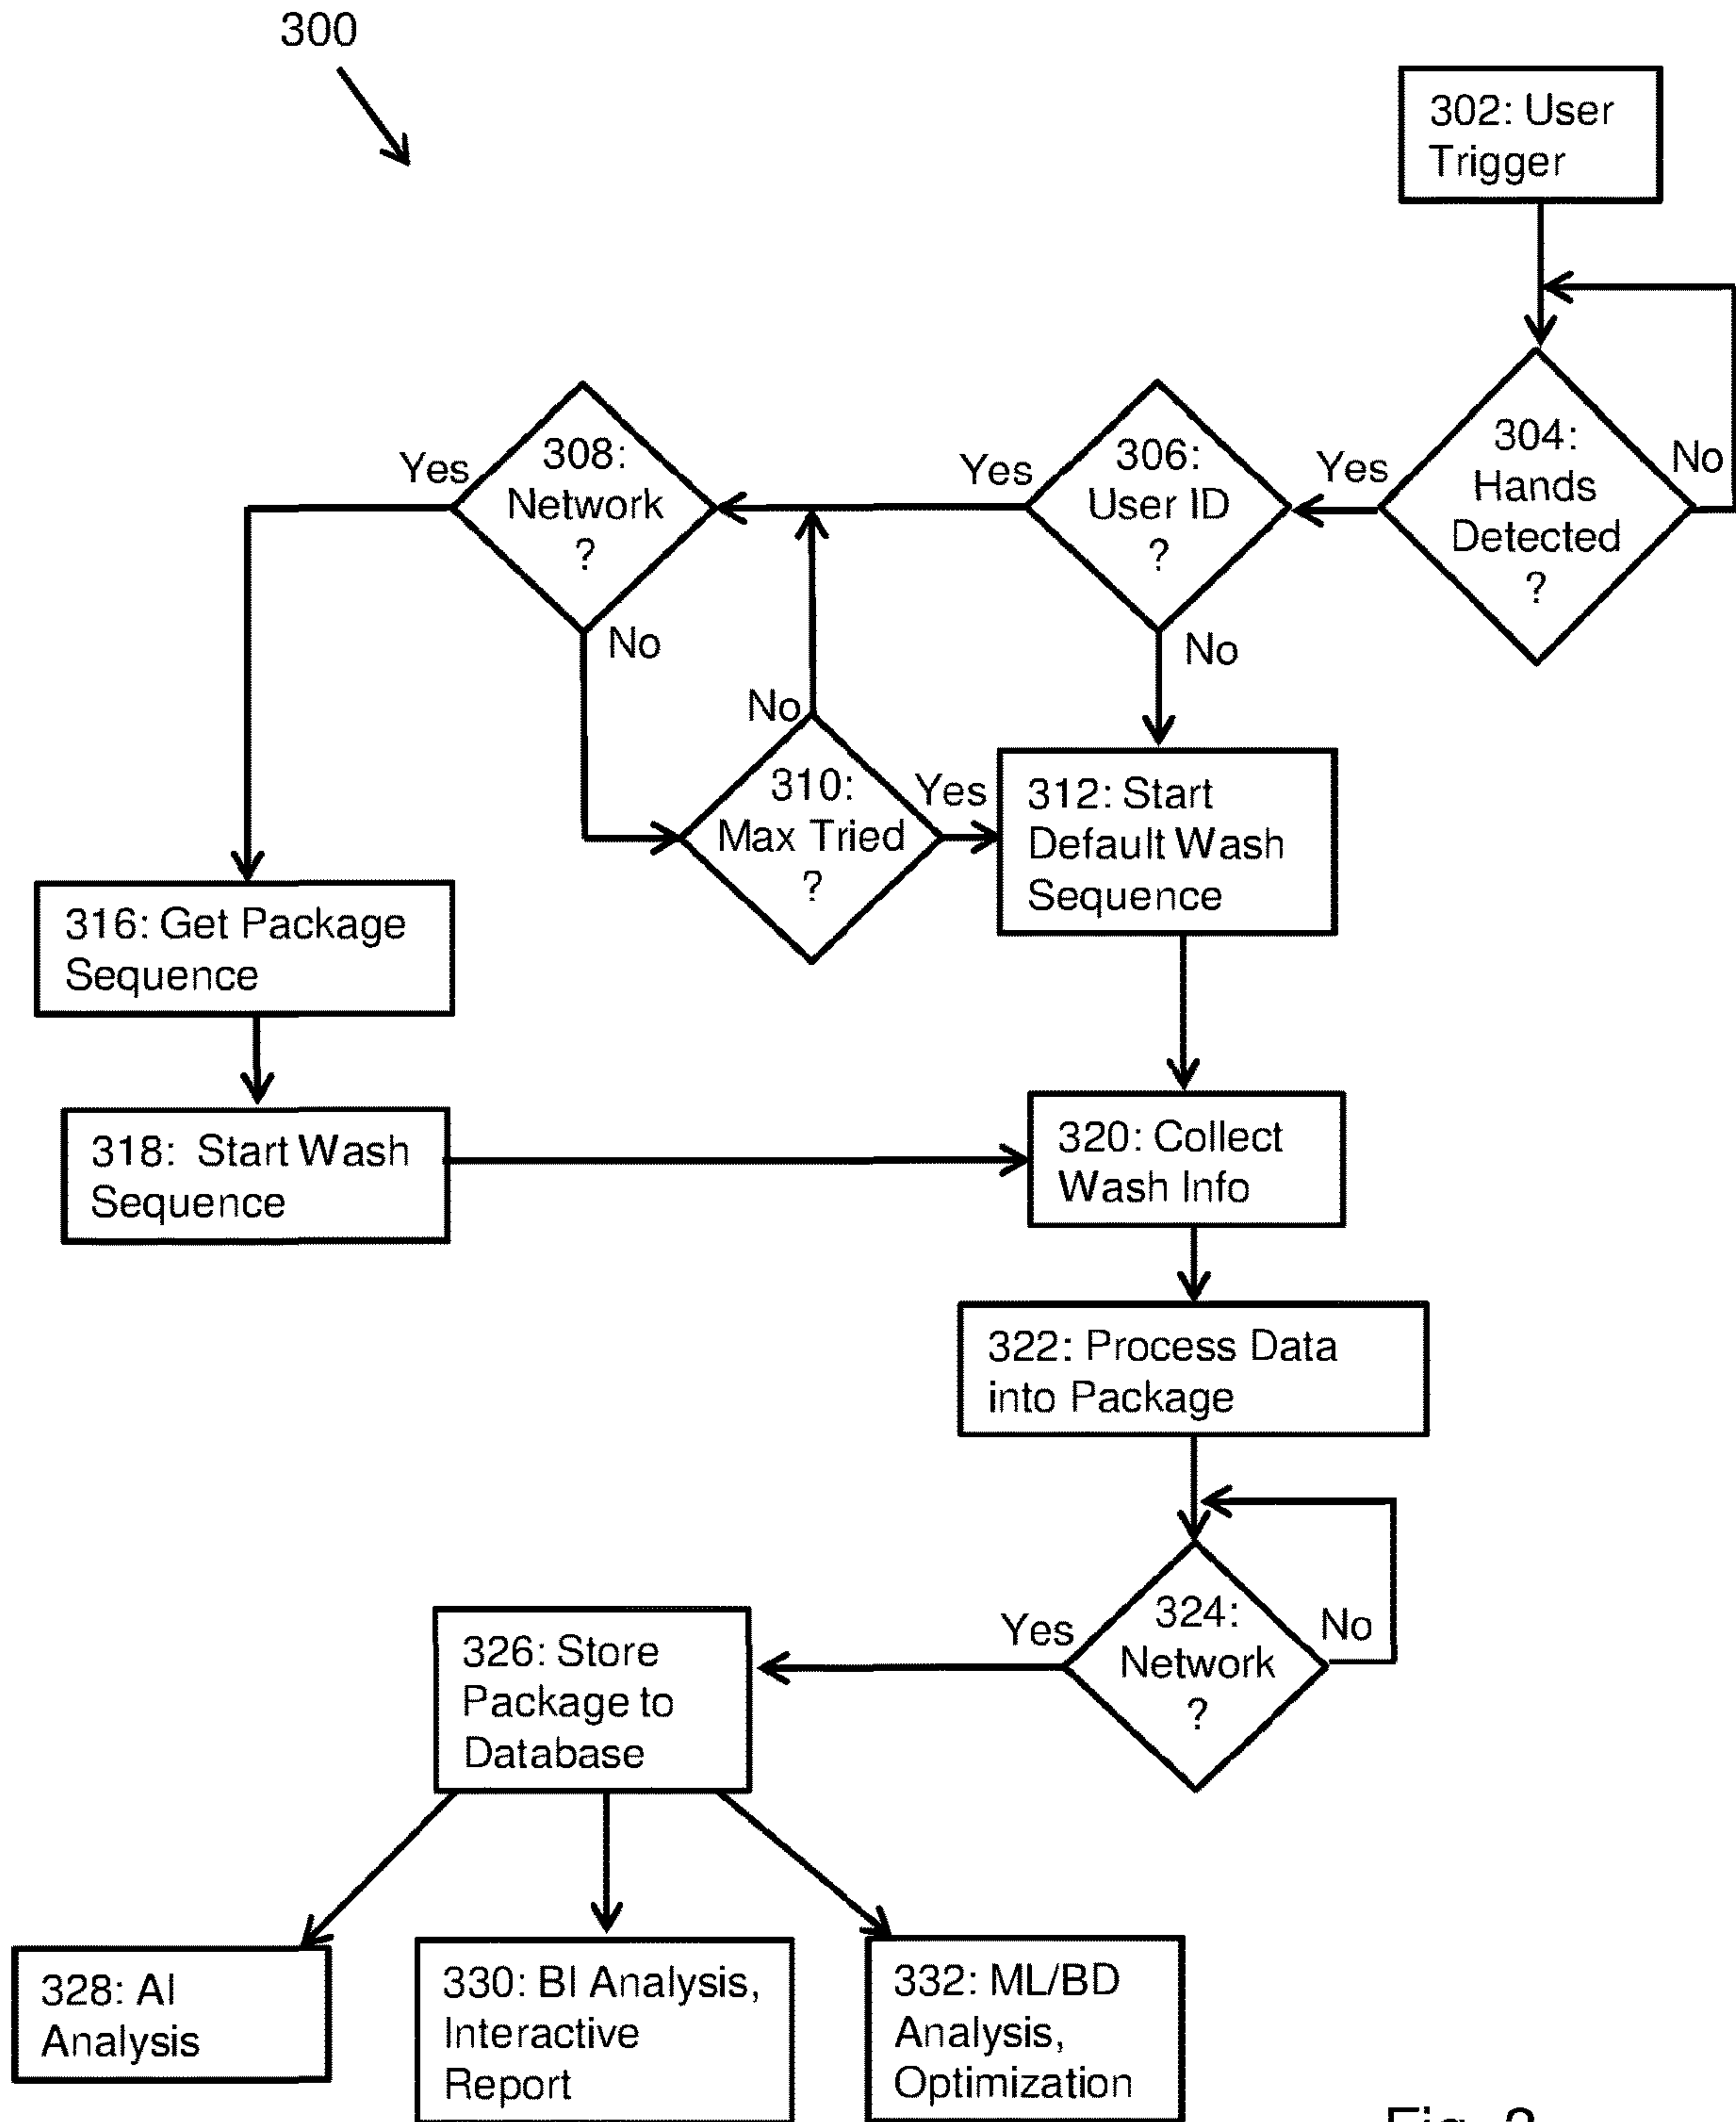 300
302: User
Trigger
304:
Hands
Detected
?
Yes
No
306:
User ID
?
Yes
No
308:
Network
?
Yes
No
310:
Max Tried
?
No
Yes
312: Start
Default Wash
Sequence
316: Get Package
Sequence
318: Start Wash
Sequence
320: Collect
Wash Info
322: Process Data
into Package
324:
Network
?
Yes
No
326: Store
Package to
Database
328: AI
Analysis
330: BI Analysis,
Interactive
Report
332: ML/BD
Analysis,
Optimization